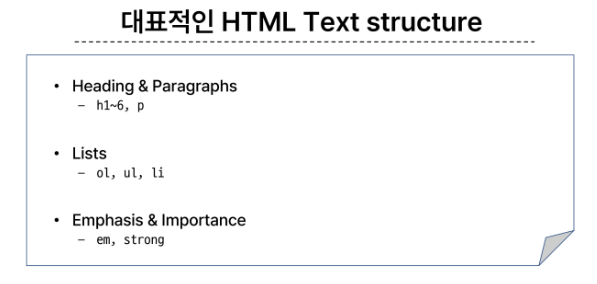 대표적인 HTML Text structure
• Heading & Paragraphs
– h1~6, p
• Lists
– ol, ul, li
• Emphasis & Importance
– em, strong